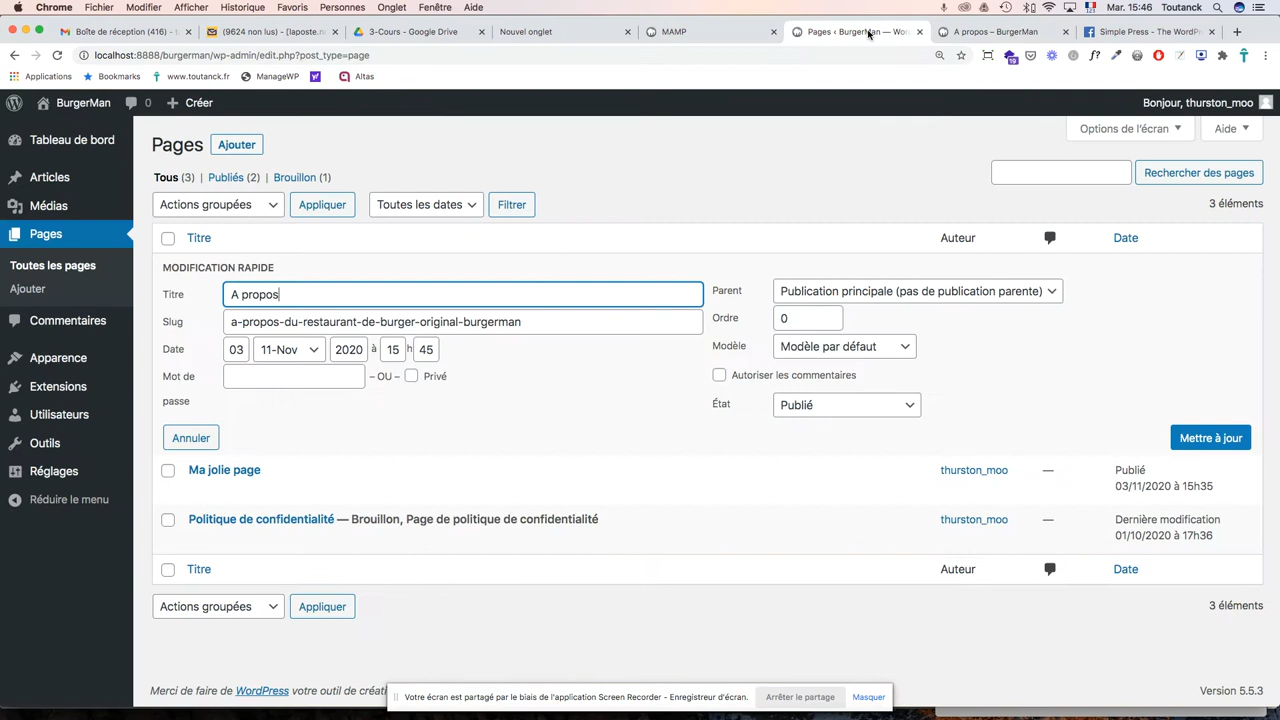 Chrome Fichier Modifier Afficher Historique Favoris Personnes Onglet Fenêtre Aide Mar. 15:46 Toutanck
Boîte de réception (416) - t (9624 non lus) - (laposte.n 3-Cours - Google Drive Nouvel onglet MAMP Pages ‹ BurgerMan — Wor A propos – BurgerMan Simple Press - The WordPr
localhost:8888/burgerman/wp-admin/edit.php?post_type=page
Applications Bookmarks www.toutanck.fr ManageWP Altas
BurgerMan 0 Créer Bonjour, thurston_moo
Tableau de bord
Articles
Médias
Pages
Toutes les pages
Ajouter
Commentaires
Apparence
Extensions
Utilisateurs
Outils
Réglages
Réduire le menu
Options de l'écran Aide
Pages Ajouter
Tous (3) | Publiés (2) | Brouillon (1)
Rechercher des pages
Actions groupées Appliquer Toutes les dates Filtrer 3 éléments
Titre Auteur Date
MODIFICATION RAPIDE
Titre A propos
Slug a-propos-du-restaurant-de-burger-original-burgerman
Date 03 11-Nov 2020 à 15 h 45
Mot de passe – OU – Privé
Parent Publication principale (pas de publication parente)
Ordre 0
Modèle Modèle par défaut
Autoriser les commentaires
État Publié
Annuler Mettre à jour
Ma jolie page thurston_moo — Publié
03/11/2020 à 15h35
Politique de confidentialité — Brouillon, Page de politique de confidentialité thurston_moo — Dernière modification
01/10/2020 à 17h36
Titre Auteur Date
Actions groupées Appliquer 3 éléments
Merci de faire de WordPress votre outil de créati Version 5.5.3
Votre écran est partagé par le biais de l'application Screen Recorder - Enregistreur d'écran. Arrêter le partage Masquer